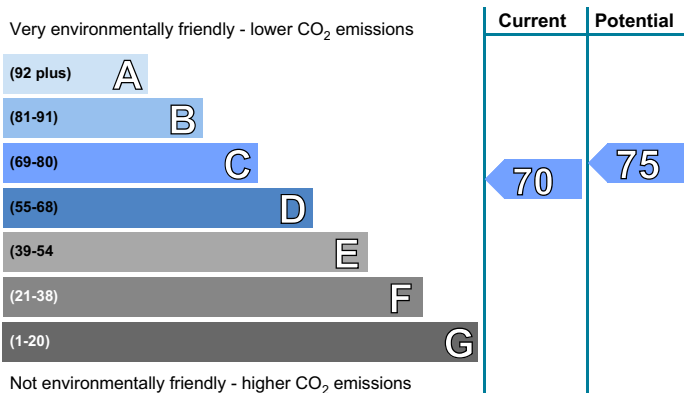 Very environmentally friendly - lower CO2 emissions
Current
Potential
(92 plus) A
(81-91) B
(69-80) C
(55-68) D
(39-54 E
(21-38) F
(1-20) G
70
75
Not environmentally friendly - higher CO2 emissions